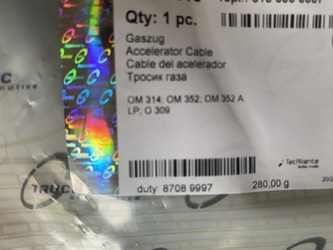 Qty: 1 pc.
Gaszug
Accelerator Cable
Cable del acelerador
Тросик газа
OM 314; OM 352; OM 352 A
LP; O 309
TecAlliance
duty: 8708 9997
280,00 g
TRUC